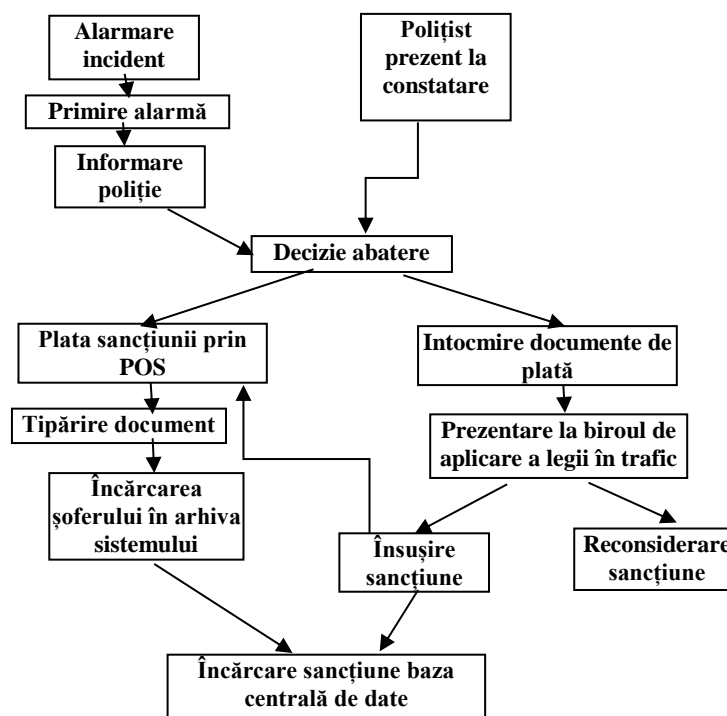 Alarmare
incident
Polițist
prezent la
constatare
Primire alarmă
Informare
poliție
Decizie abatere
Plata sancțiunii prin
POS
Intocmire documente de
plată
Tipărire document
Prezentare la biroul de
aplicare a legii în trafic
Încărcarea
șoferului în arhiva
sistemului
Însușire
sancțiune
Reconsiderare
sancțiune
Încărcare sancțiune baza
centrală de date